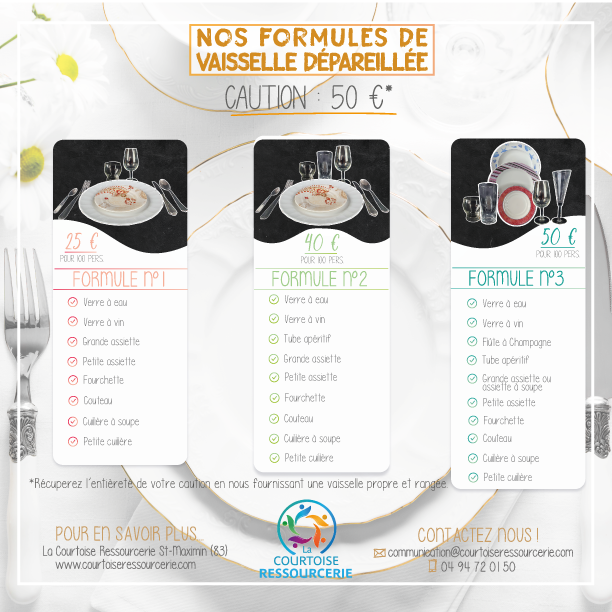 NOS FORMULES DE
VAISSELLE DÉPAREILLÉE
CAUTION : 50 €*
25 €
POUR 100 PERS.
FORMULE N°1
Verre à eau
Verre à vin
Grande assiette
Petite assiette
Fourchette
Couteau
Cuillère à soupe
Petite cuillère
40 €
POUR 100 PERS.
FORMULE N°2
Verre à eau
Verre à vin
Tube apéritif
Grande assiette
Petite assiette
Fourchette
Couteau
Cuillère à soupe
Petite cuillère
50 €
POUR 100 PERS.
FORMULE N°3
Verre à eau
Verre à vin
Flûte à Champagne
Tube apéritif
Grande assiette ou
assiette à soupe
Petite assiette
Fourchette
Couteau
Cuillère à soupe
Petite cuillère
*Récuperez l'entièreté de votre caution en nous fournissant une vaisselle propre et rangée.
POUR EN SAVOIR PLUS...
La Courtoise Ressourcerie St-Maximin (83)
www.courtoiseressourcerie.com
La
COURTOISE
RESSOURCERIE
CONTACTEZ NOUS !
communication@courtoiseressourcerie.com
04 94 72 01 50